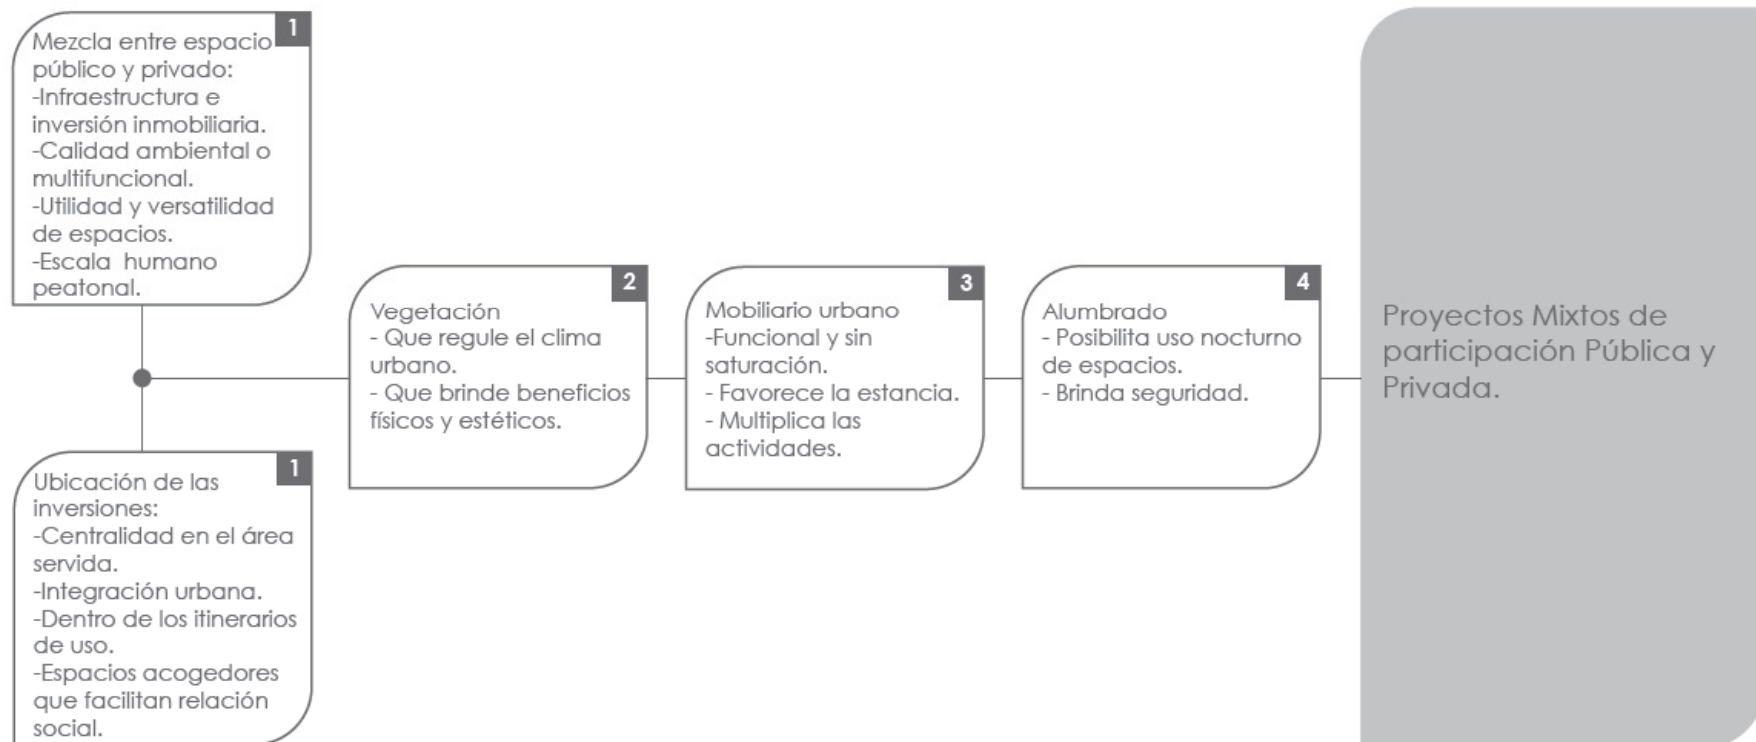 1
Mezcla entre espacio
público y privado:
-Infraestructura e
inversión inmobiliaria.
-Calidad ambiental o
multifuncional.
-Utilidad y versatilidad
de espacios.
-Escala humano
peatonal.
1
Ubicación de las
inversiones:
-Centralidad en el área
servida.
-Integración urbana.
-Dentro de los itinerarios
de uso.
-Espacios acogedores
que facilitan relación
social.
2
Vegetación
- Que regule el clima
urbano.
- Que brinde beneficios
físicos y estéticos.
3
Mobiliario urbano
-Funcional y sin
saturación.
- Favorece la estancia.
- Multiplica las
actividades.
4
Alumbrado
- Posibilita uso nocturno
de espacios.
- Brinda seguridad.
Proyectos Mixtos de
participación Pública y
Privada.